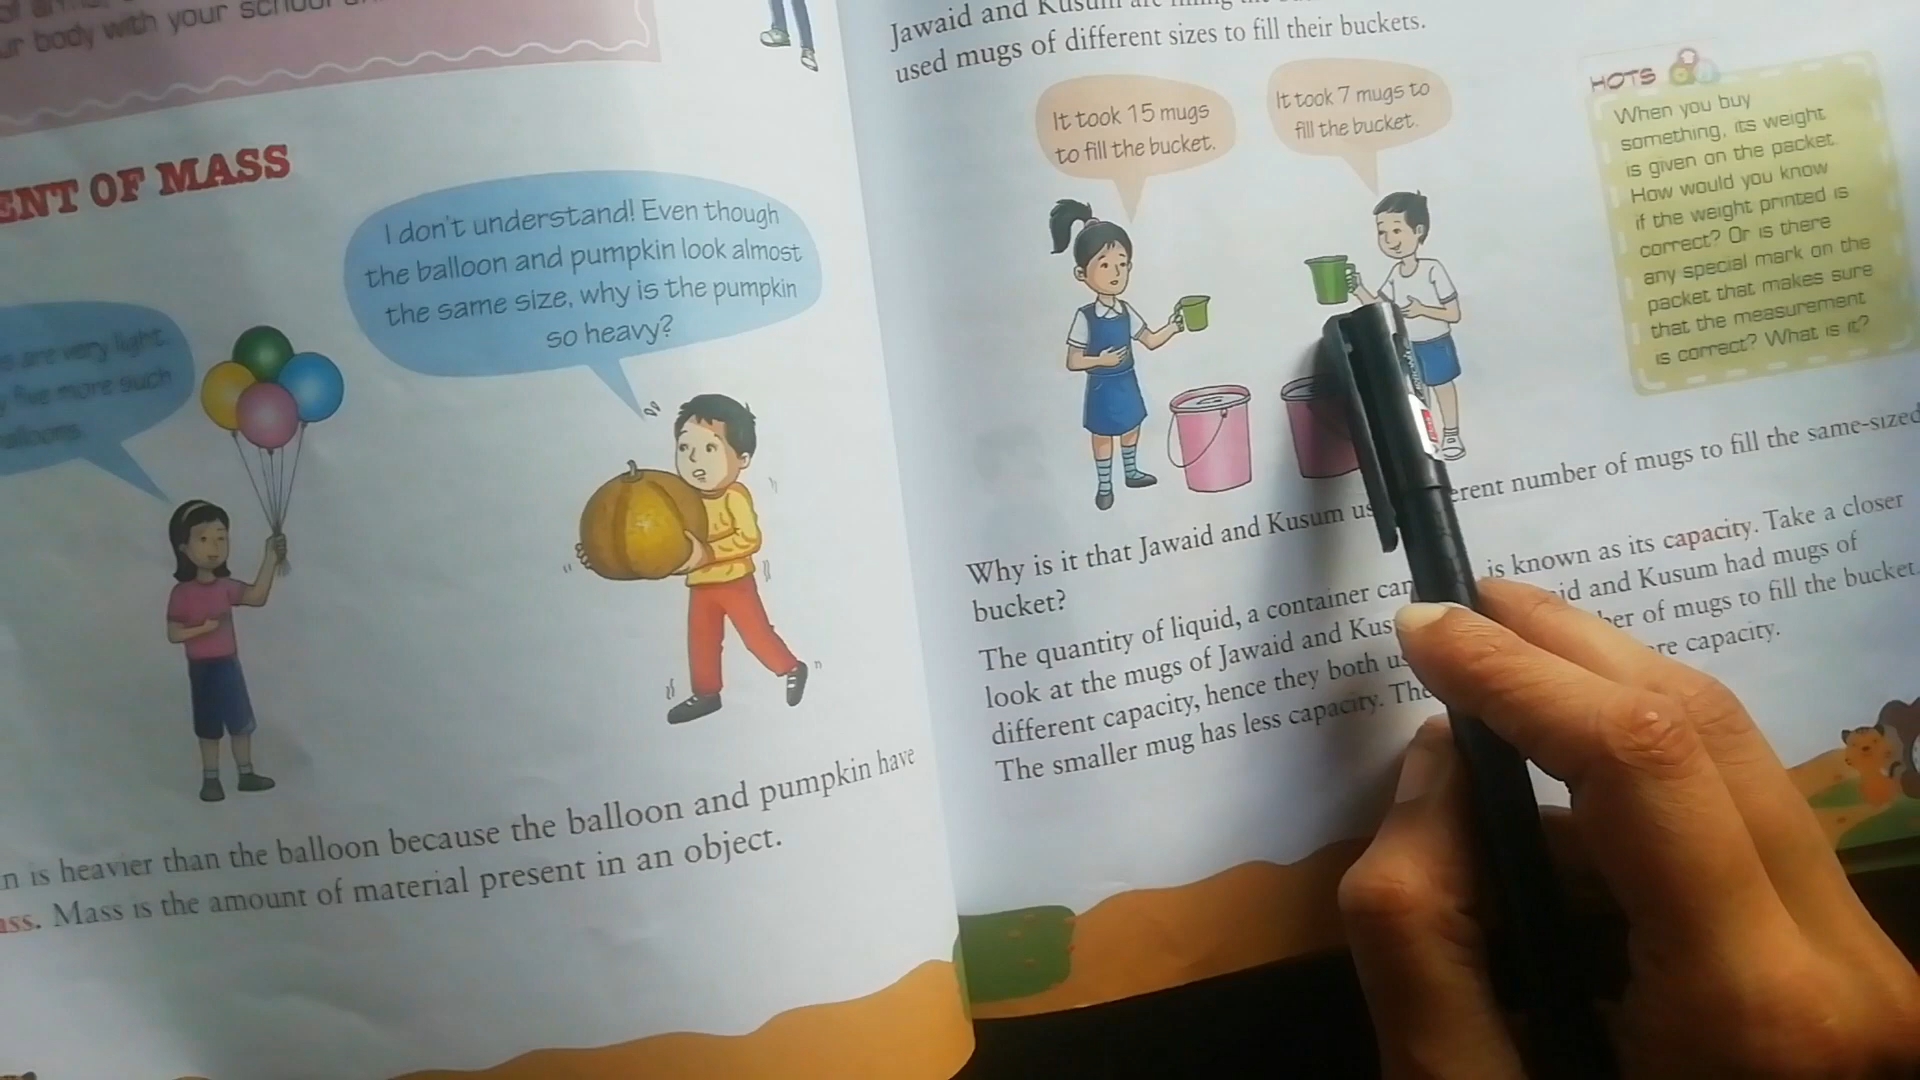 your body with your school
ENT OF MASS
are very light.
five more such
balloons.
I don't understand! Even though
the balloon and pumpkin look almost
the same size, why is the pumpkin
so heavy?
n is heavier than the balloon because the balloon and pumpkin have
ass. Mass is the amount of material present in an object.
Jawaid and Kusum are filling the
used mugs of different sizes to fill their buckets.
It took 15 mugs
to fill the bucket.
It took 7 mugs to
fill the bucket.
HOTS
When you buy
something, its weight
is given on the packet.
How would you know
if the weight printed is
correct? Or is there
any special mark on the
packet that makes sure
that the measurement
is correct? What is it?
Why is it that Jawaid and Kusum us erent number of mugs to fill the same-sized
bucket?
The quantity of liquid, a container can is known as its capacity. Take a closer
look at the mugs of Jawaid and Kus id and Kusum had mugs of
different capacity, hence they both us ber of mugs to fill the bucket.
The smaller mug has less capacity. The re capacity.